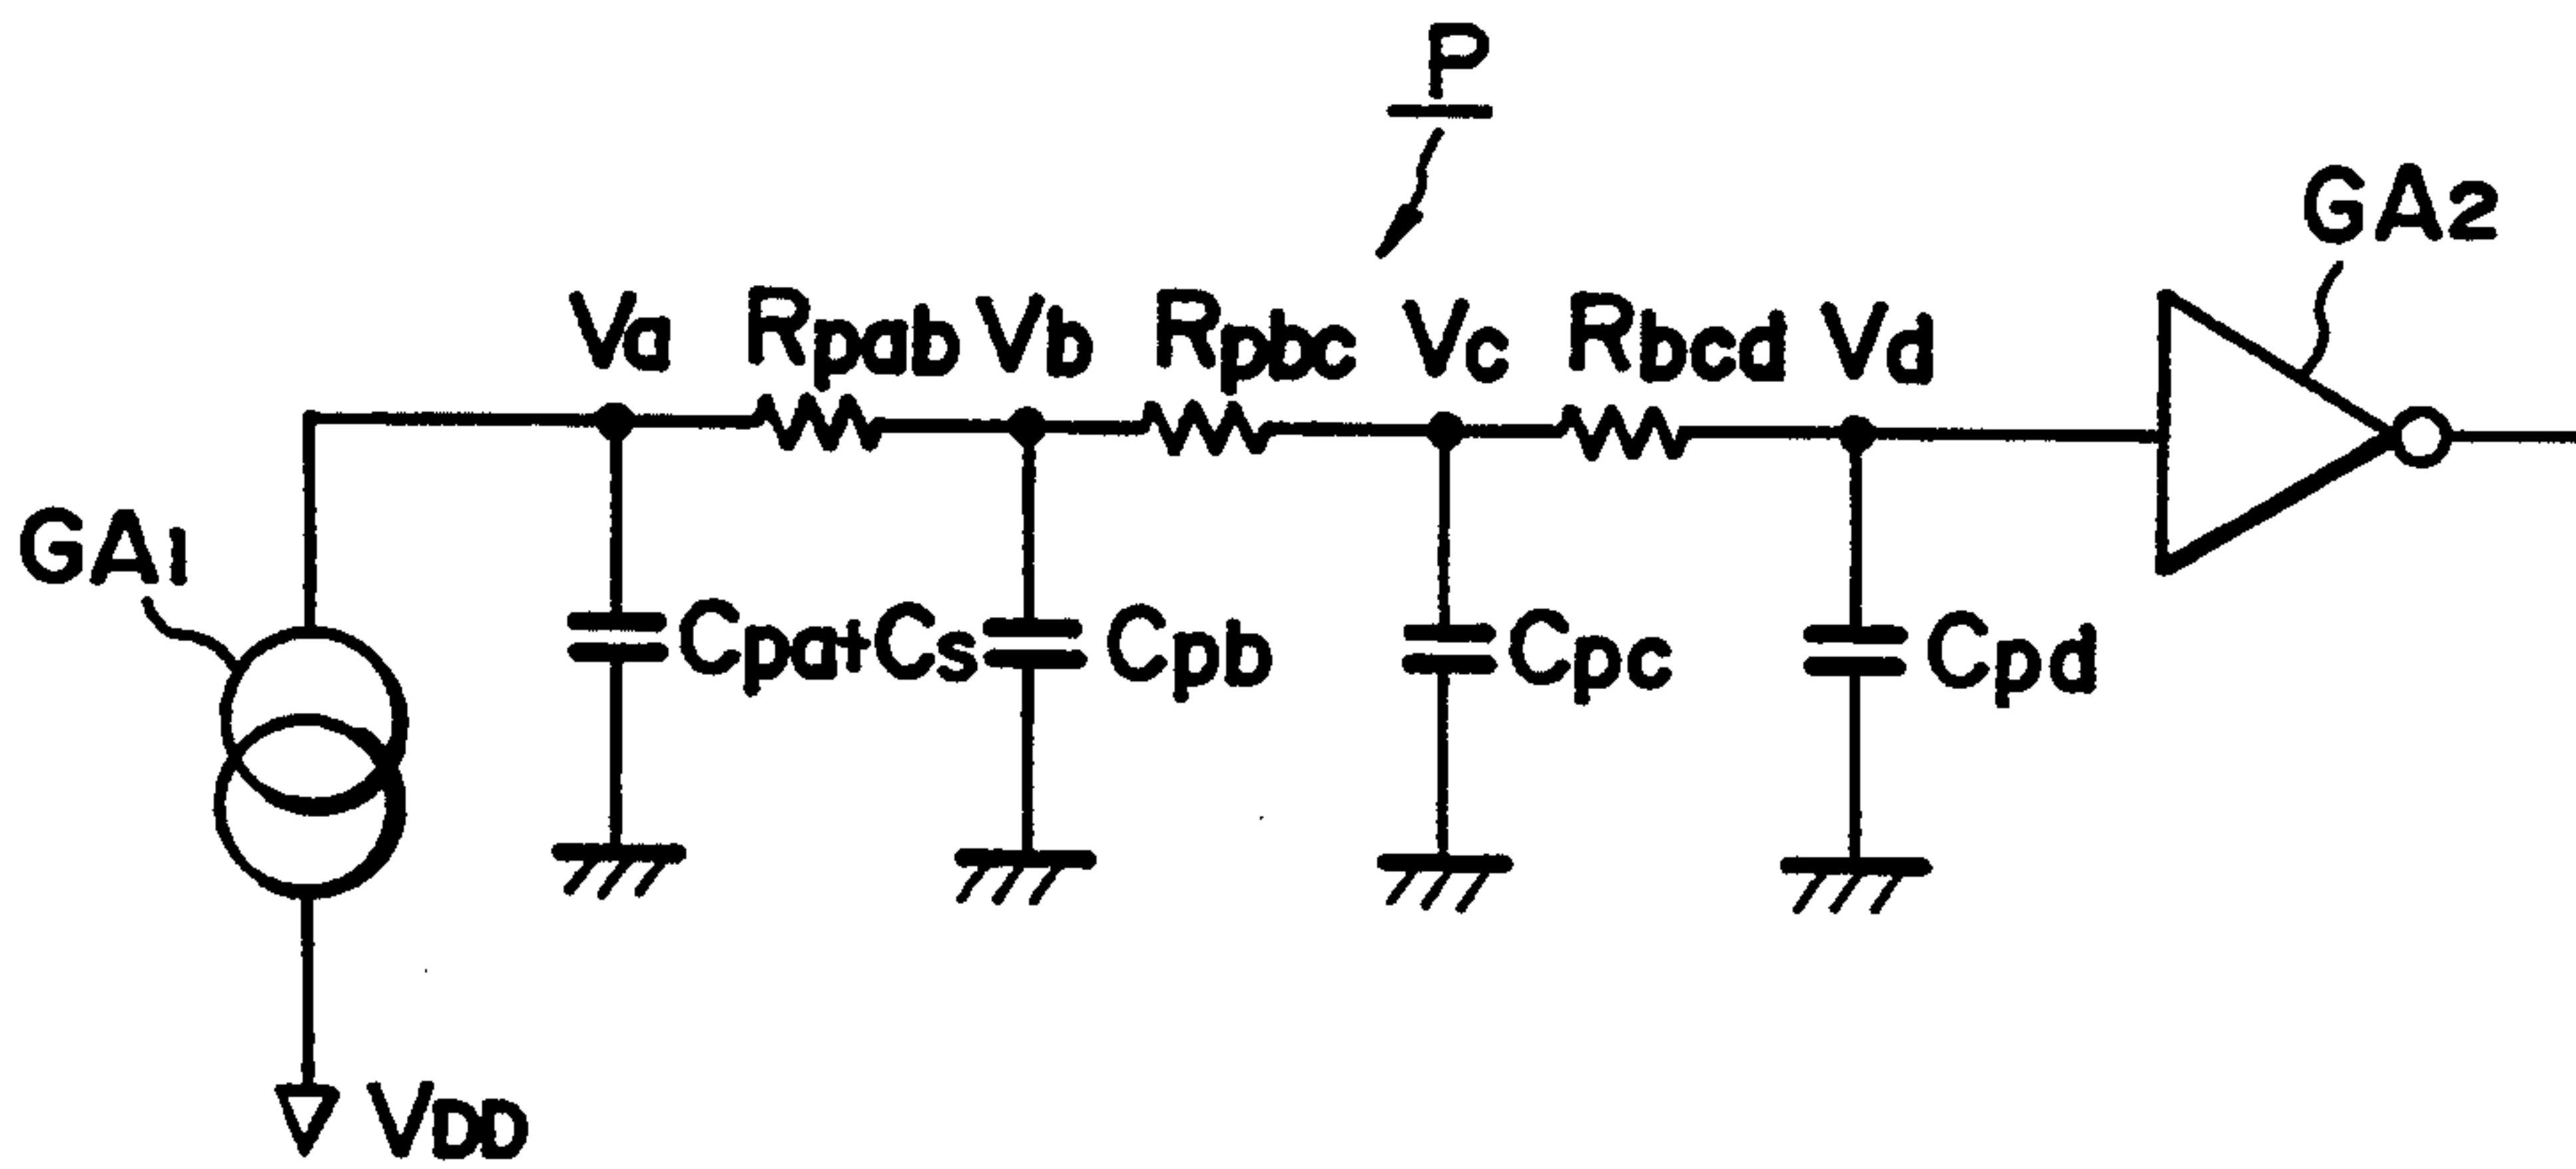 P
GA2
Va Rpab Vb Rpbc Vc Rbcd Vd
GA1
Cpa+Cs Cpb Cpc Cpd
VDD